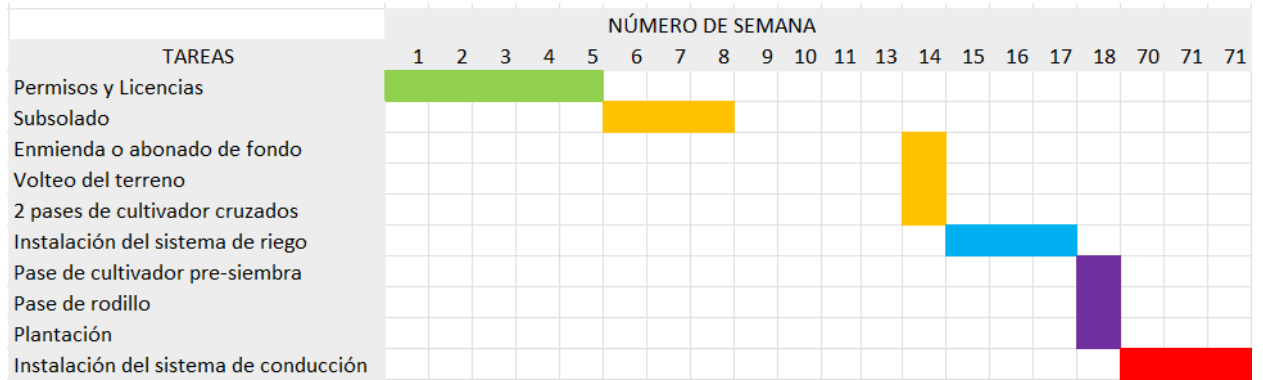 NÚMERO DE SEMANA
TAREAS 1 2 3 4 5 6 7 8 9 10 11 13 14 15 16 17 18 70 71 71
Permisos y Licencias
Subsolado
Enmienda o abonado de fondo
Volteo del terreno
2 pases de cultivador cruzados
Instalación del sistema de riego
Pase de cultivador pre-siembra
Pase de rodillo
Plantación
Instalación del sistema de conducción